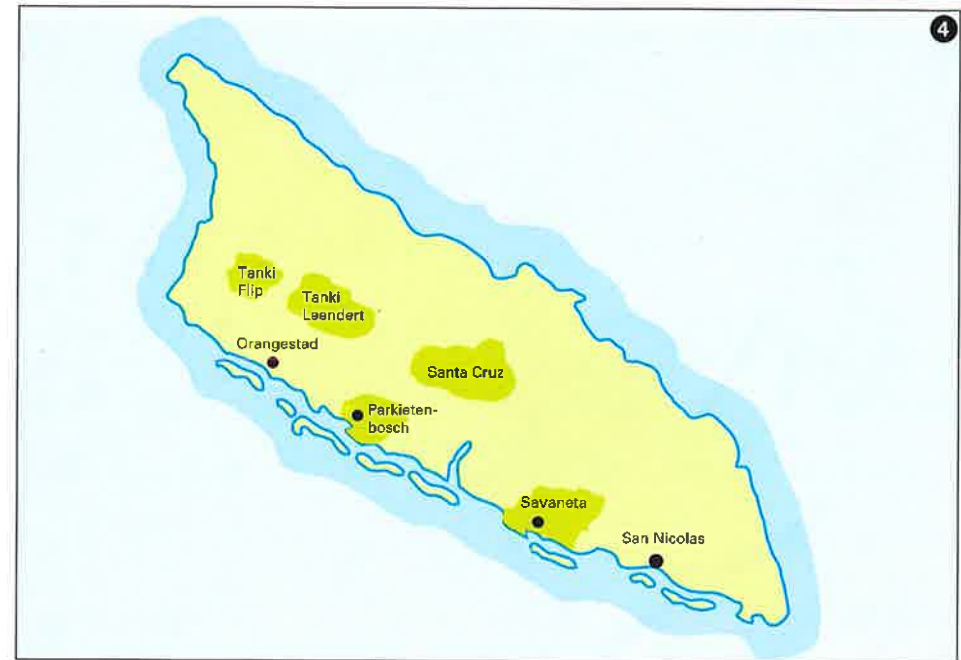 4
Tanki
Flip
Tanki
Leendert
Orangestad
Santa Cruz
Parkieten-
bosch
Savaneta
San Nicolas